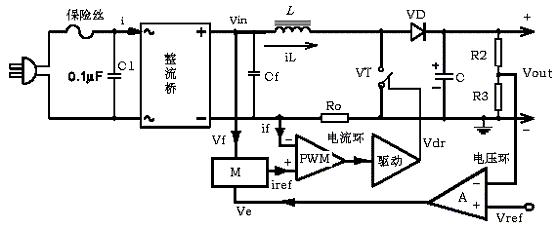 保险丝
i
Vin
L
VD
+
iL
0.1μF
C1
~
~
整流桥
+
−
Cf
VT
+
−
C
R2
R3
Vout
−
Ro
Vf
if
−
+
电流环
PWM
驱动
Vdr
电压环
M
iref
A
−
+
Ve
Vref